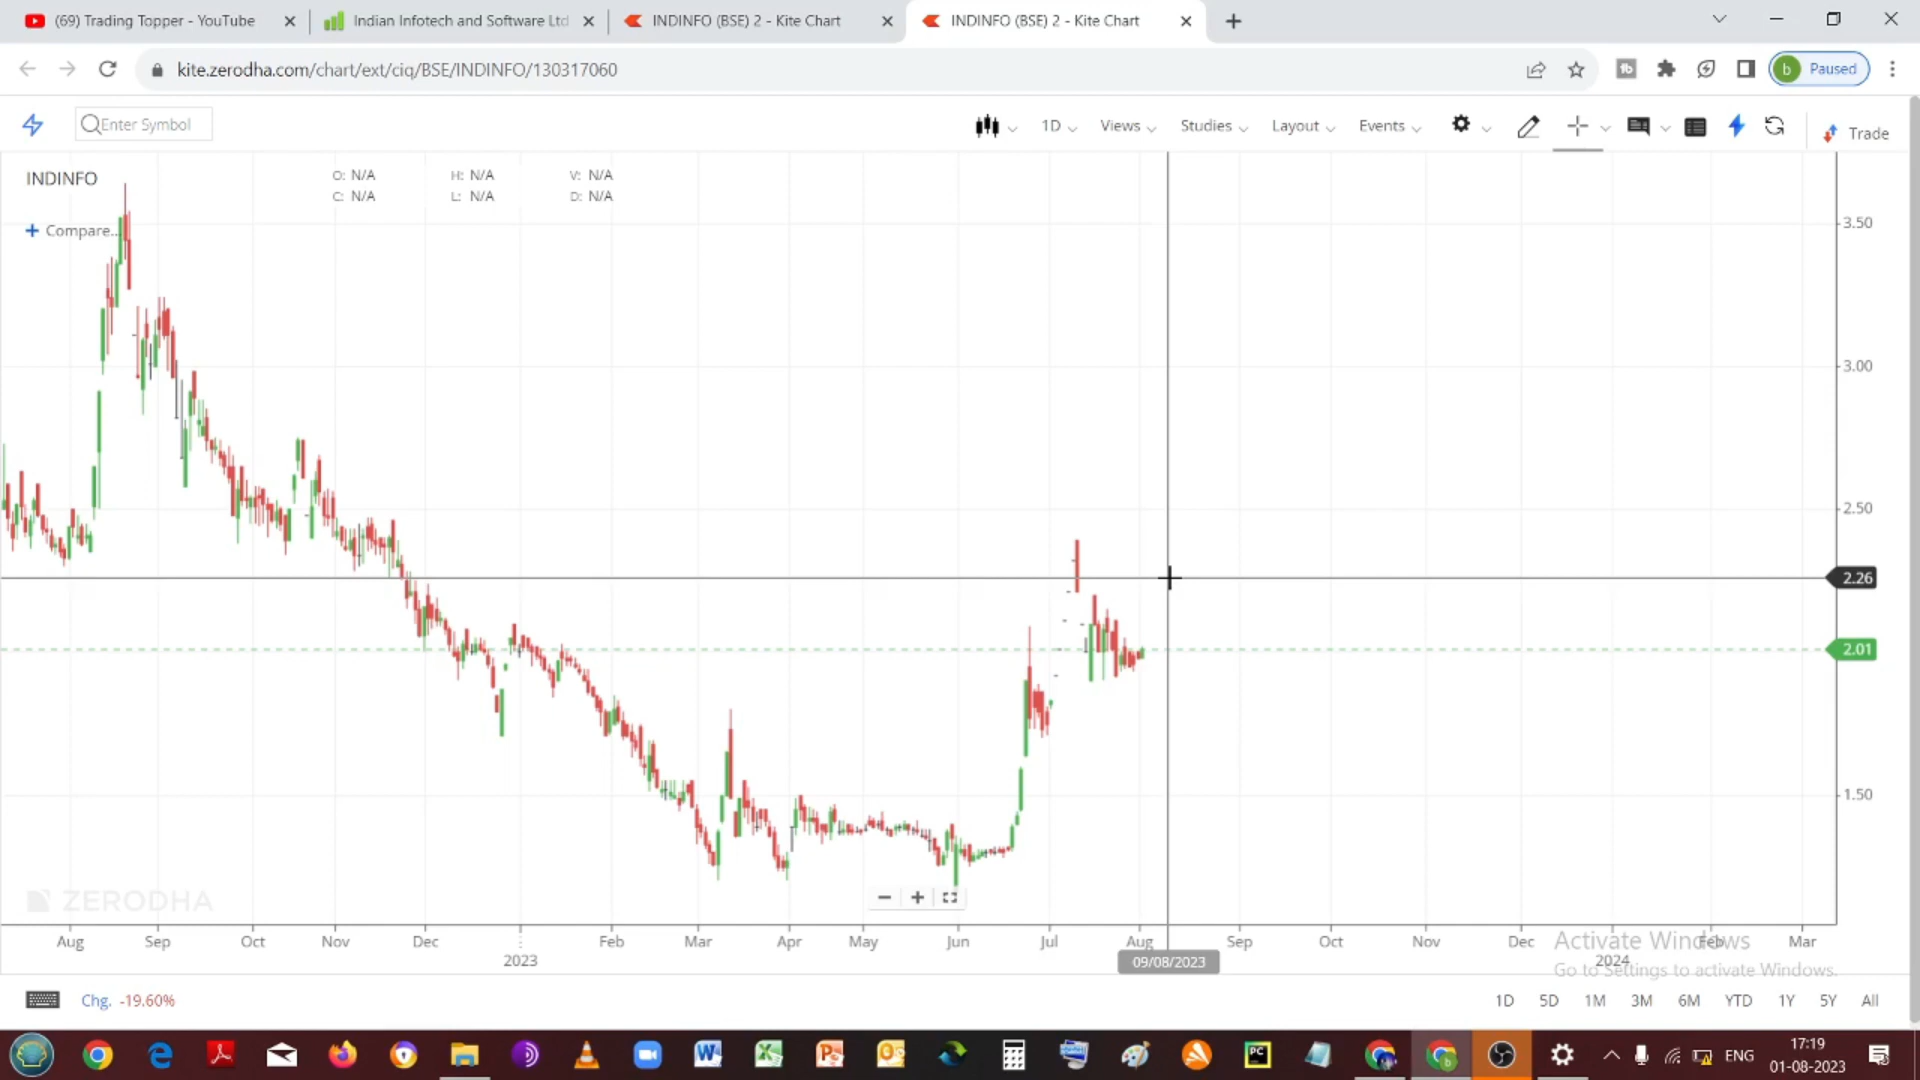 (69) Trading Topper - YouTube
Indian Infotech and Software Ltd
INDINFO (BSE) 2 - Kite Chart
INDINFO (BSE) 2 - Kite Chart
kite.zerodha.com/chart/ext/ciq/BSE/INDINFO/130317060
b Paused
Enter Symbol
1D
Views
Studies
Layout
Events
Trade
INDINFO
O: N/A H: N/A V: N/A
C: N/A L: N/A D: N/A
+ Compare...
3.50
3.00
2.50
2.26
2.01
1.50
ZERODHA
Aug Sep Oct Nov Dec Feb Mar Apr May Jun Jul Aug Sep Oct Nov Dec Feb Mar
2023 2024
09/08/2023
Activate Windows
Go to Settings to activate Windows.
Chg. -19.60%
1D 5D 1M 3M 6M YTD 1Y 5Y All
ENG
17:19
01-08-2023